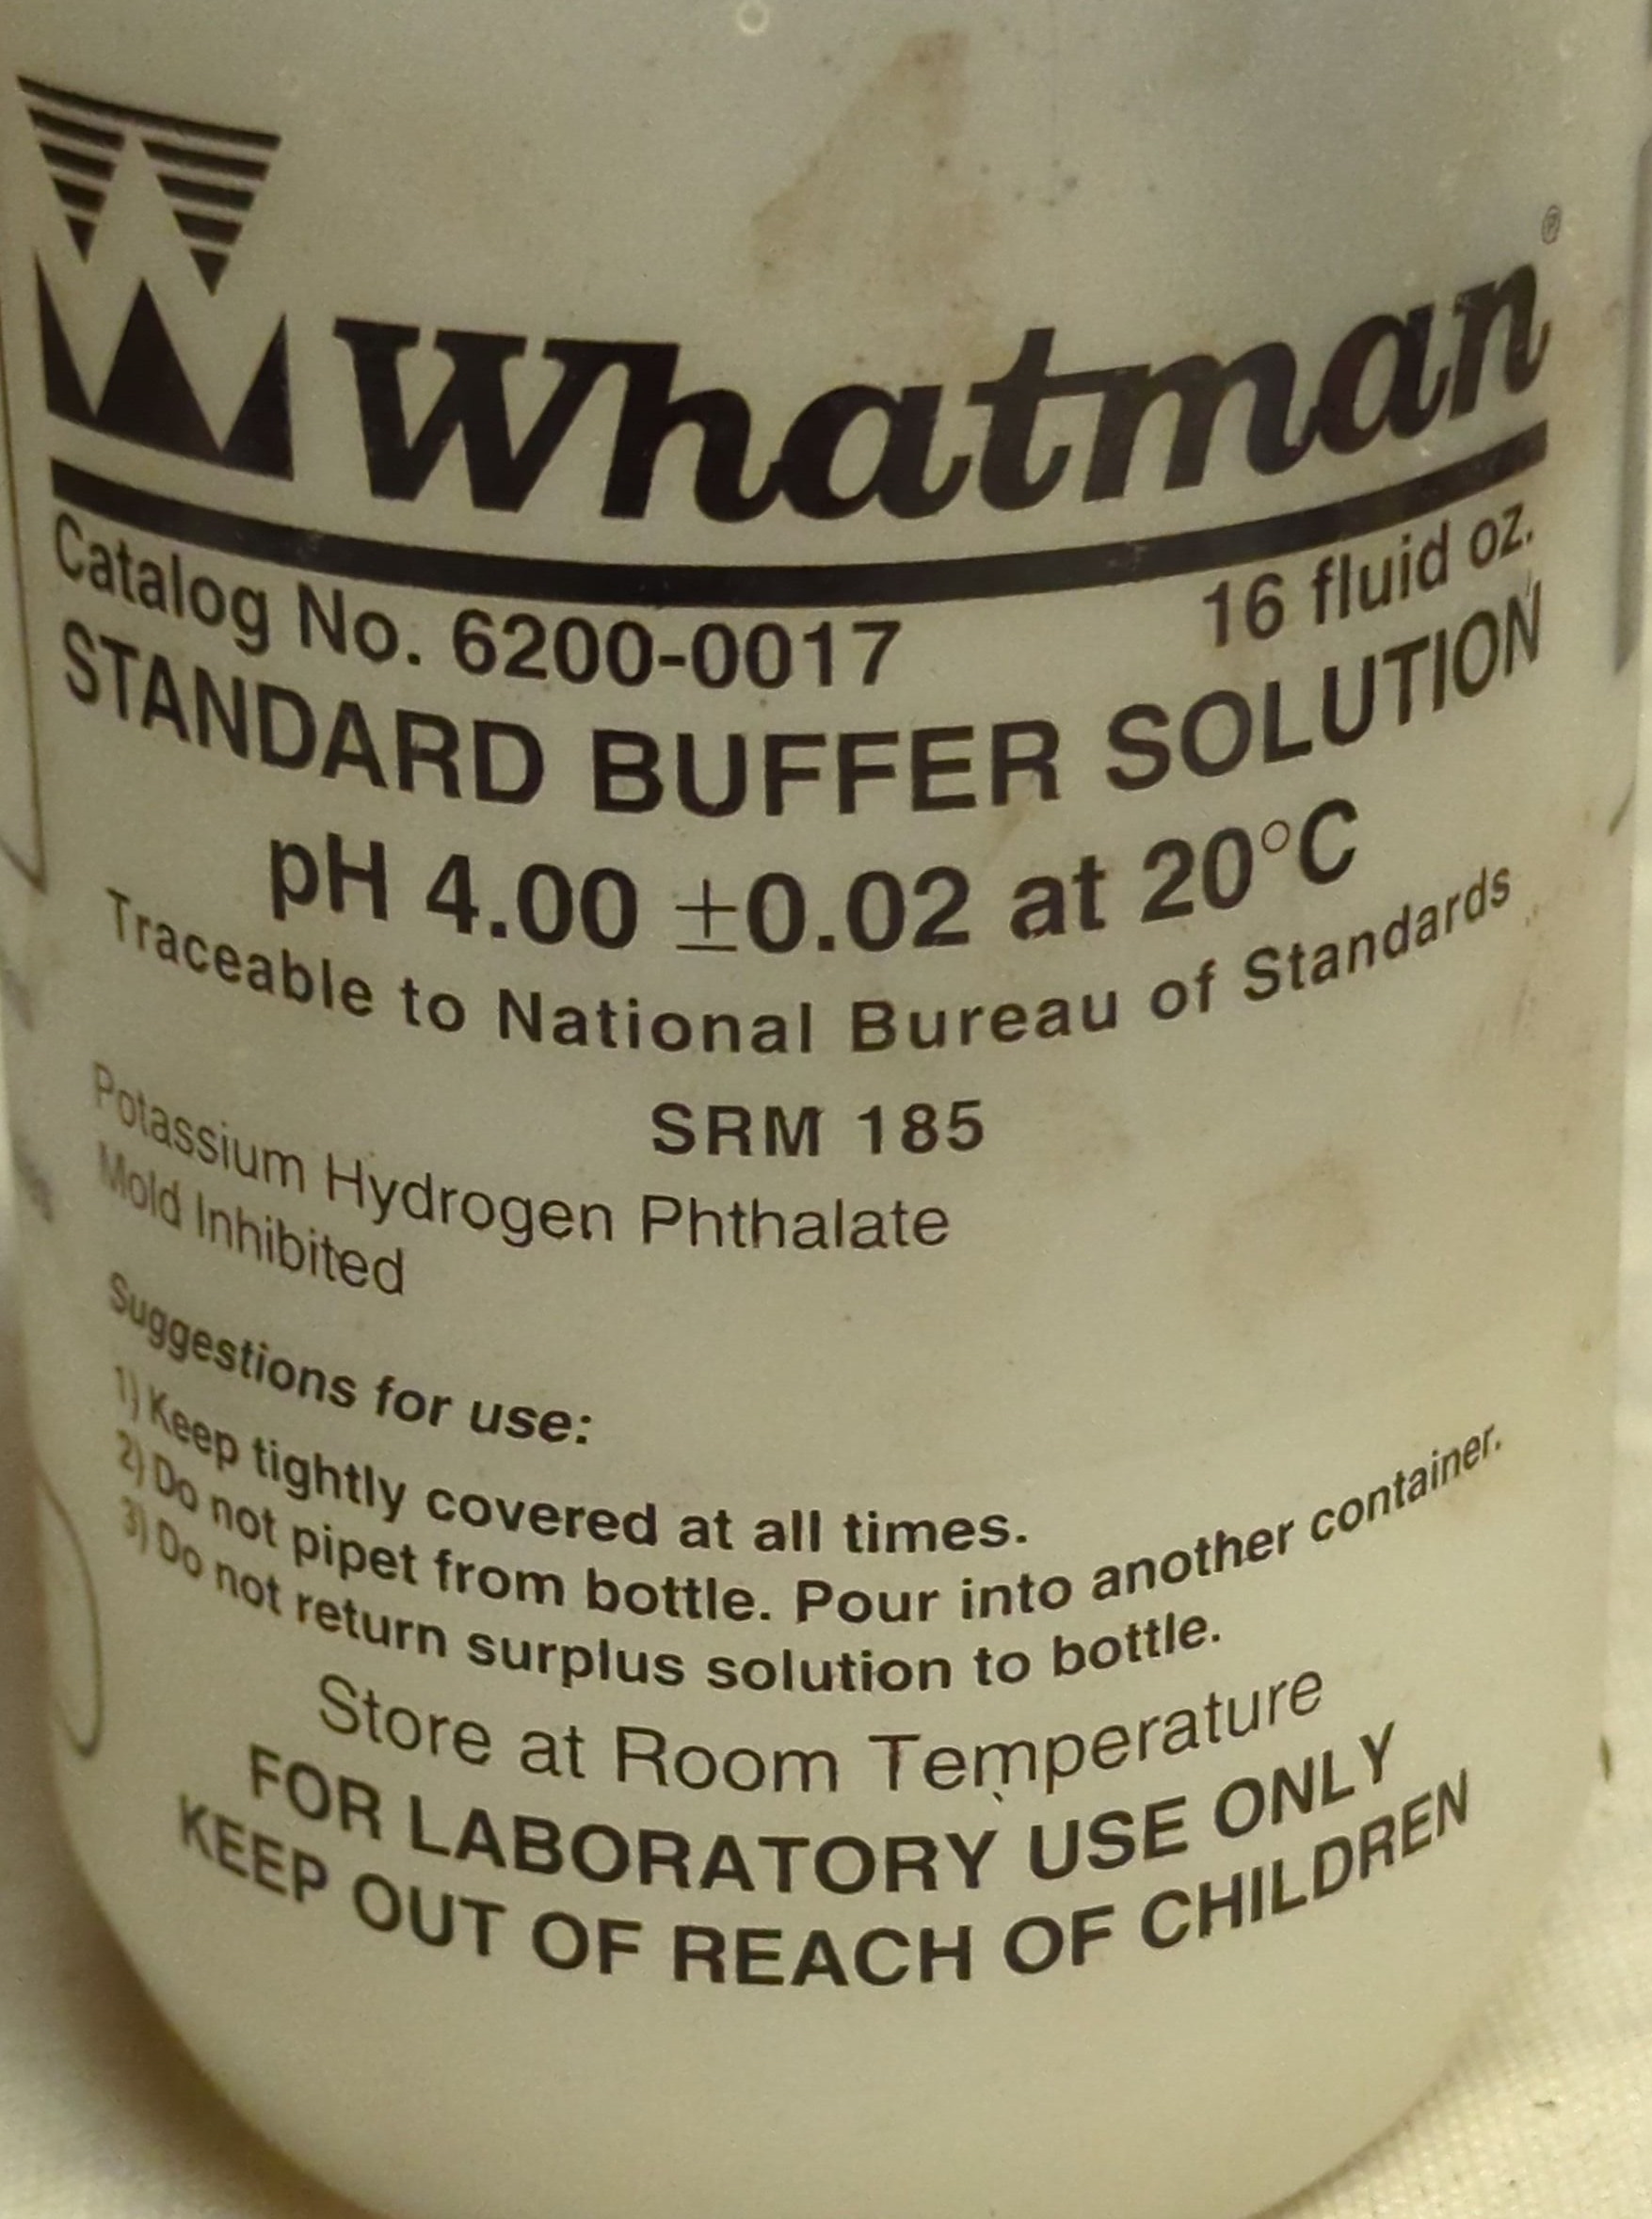 Whatman®
Catalog No. 6200-0017 16 fluid oz.
STANDARD BUFFER SOLUTION
pH 4.00 ±0.02 at 20°C
Traceable to National Bureau of Standards
SRM 185
Potassium Hydrogen Phthalate
Mold Inhibited
Suggestions for use:
1) Keep tightly covered at all times.
2) Do not pipet from bottle. Pour into another container.
3) Do not return surplus solution to bottle.
Store at Room Temperature
FOR LABORATORY USE ONLY
KEEP OUT OF REACH OF CHILDREN